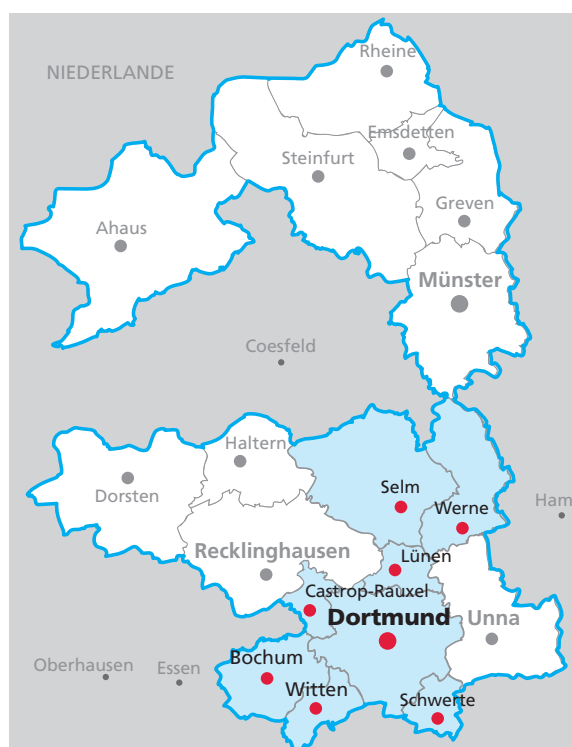 Rheine
NIEDERLANDE
Emsdetten
Steinfurt
Greven
Ahaus
Münster
Coesfeld
Haltern
Dorsten
Selm
Werne
Ham
Recklinghausen
Lünen
Castrop-Rauxel
Dortmund
Unna
Bochum
Oberhausen
Essen
Witten
Schwerte